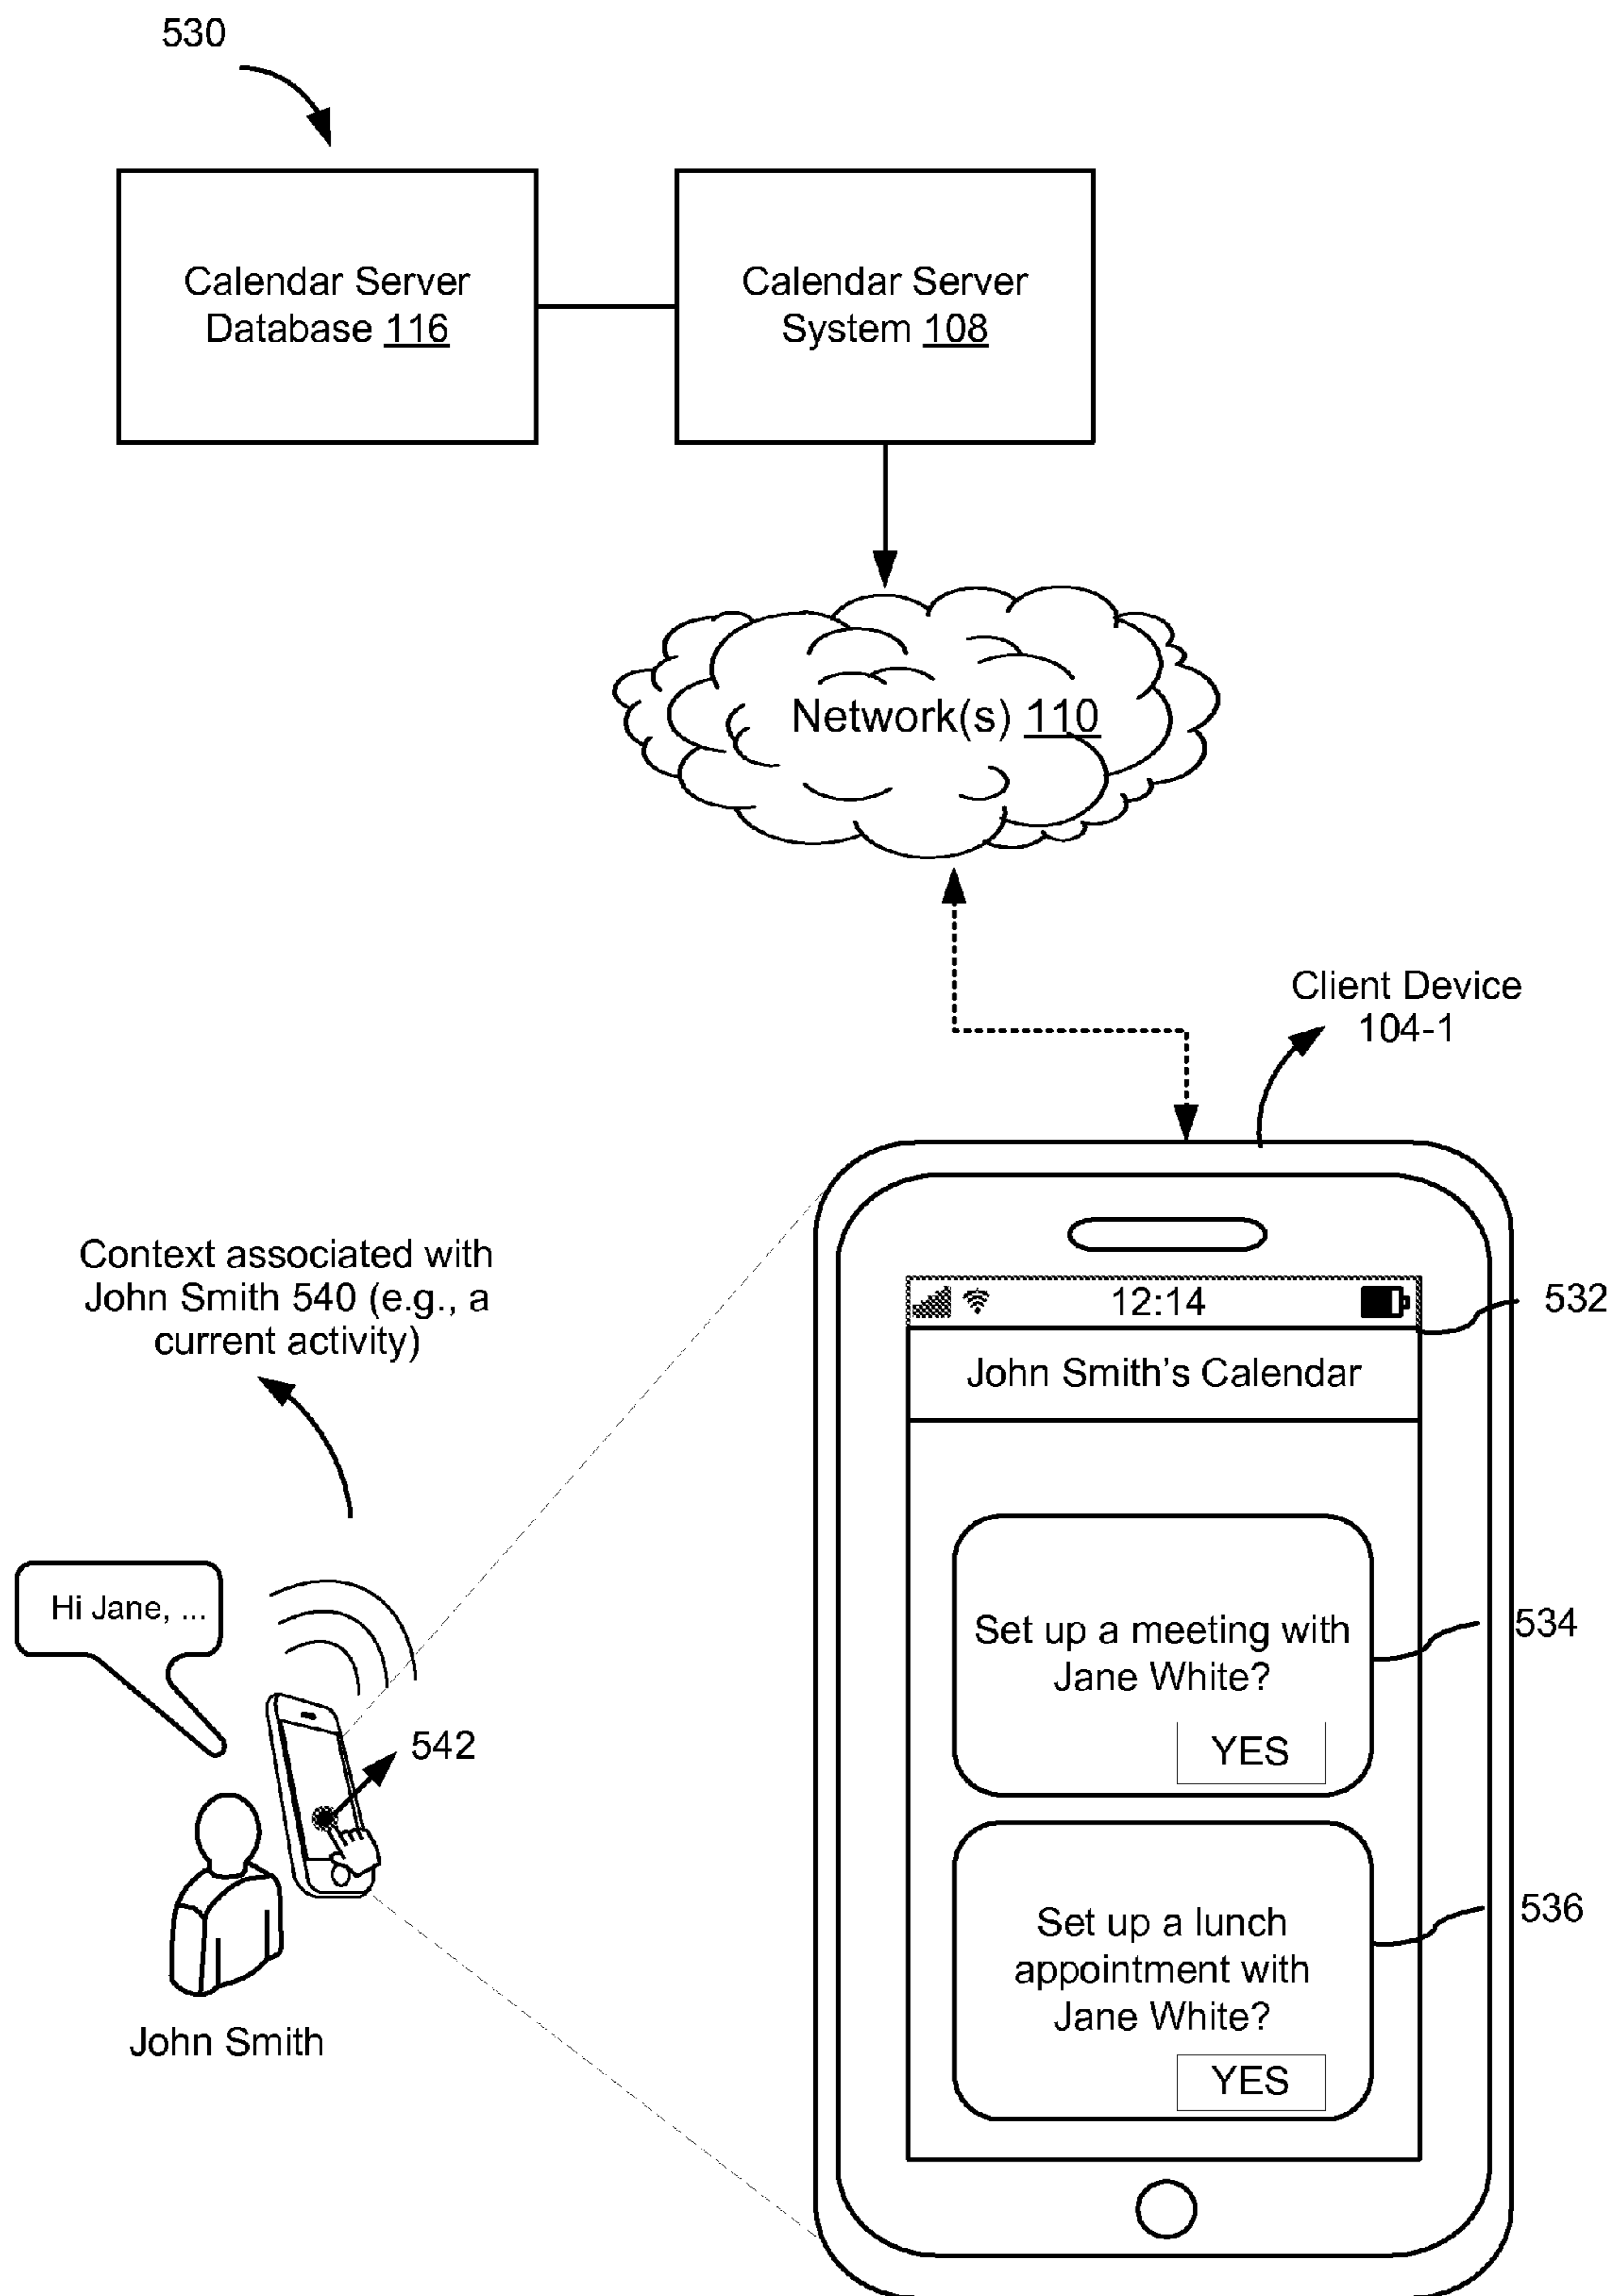 530
Calendar Server
Database 116
Calendar Server
System 108
Network(s) 110
Client Device
104-1
Context associated with
John Smith 540 (e.g., a
current activity)
12:14
532
John Smith's Calendar
Hi Jane, ...
Set up a meeting with
Jane White?
YES
534
542
Set up a lunch
appointment with
Jane White?
YES
536
John Smith